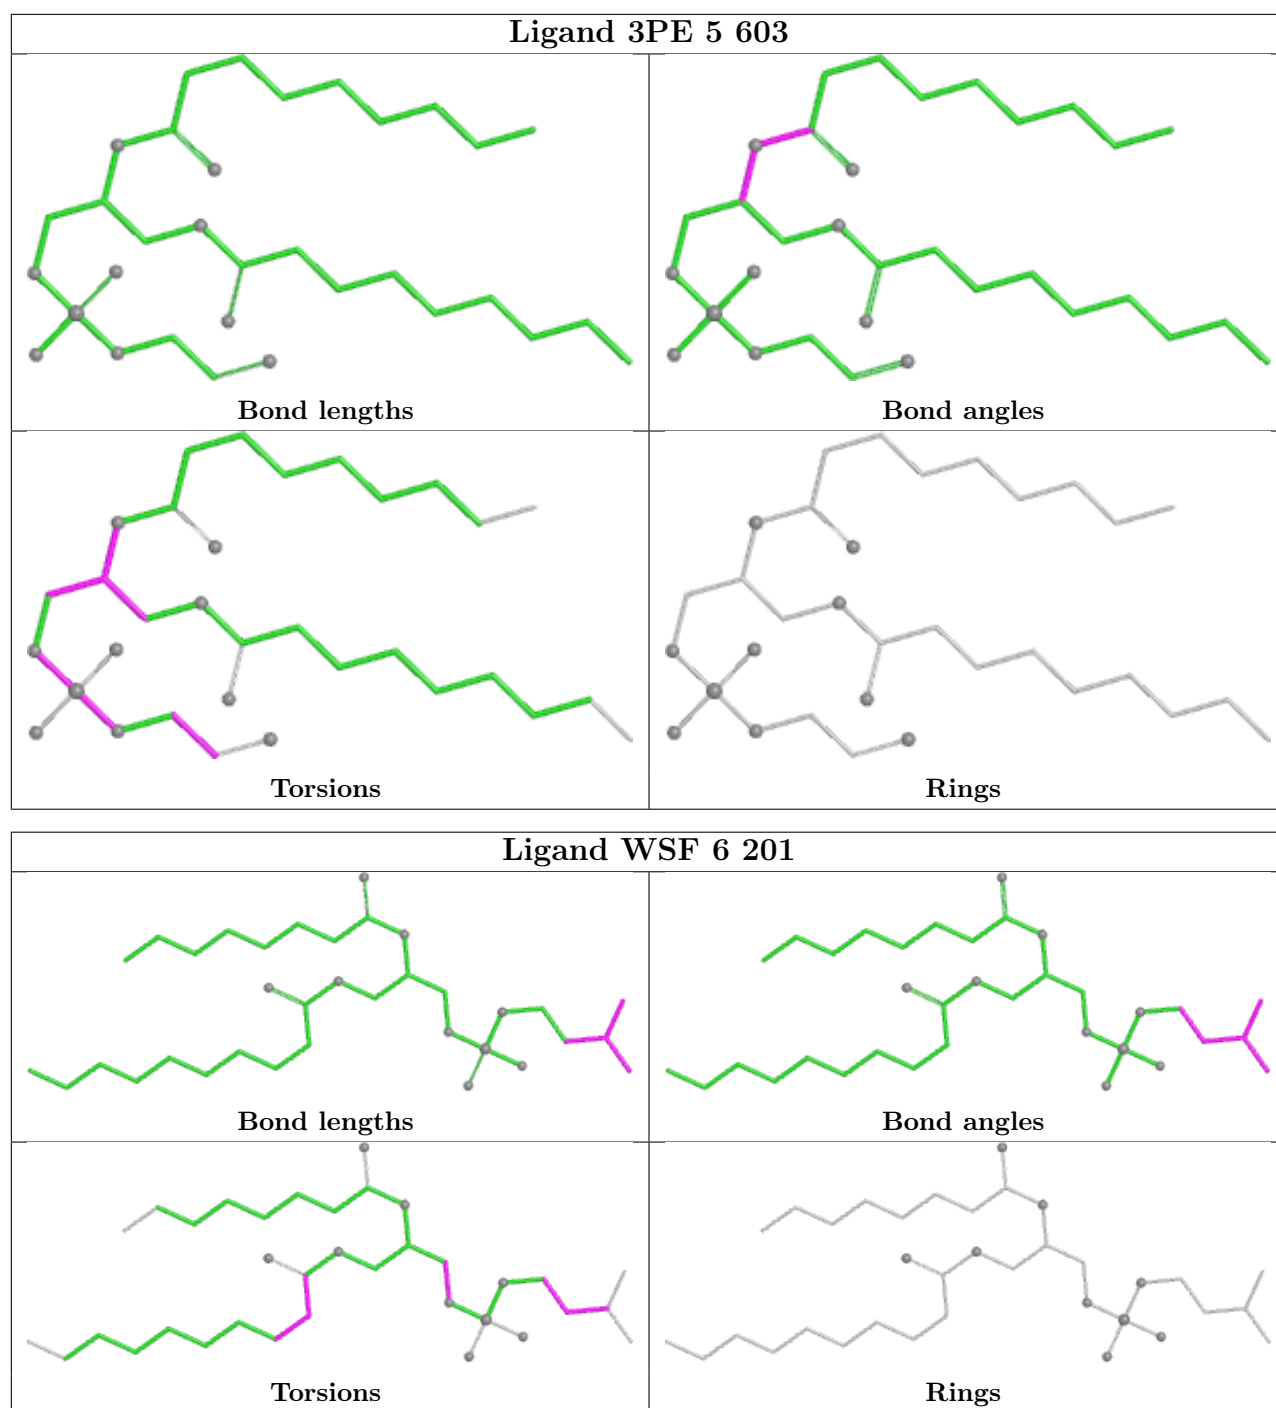 Ligand 3PE 5 603
Bond lengths
Bond angles
Torsions
Rings
Ligand WSF 6 201
Bond lengths
Bond angles
Torsions
Rings